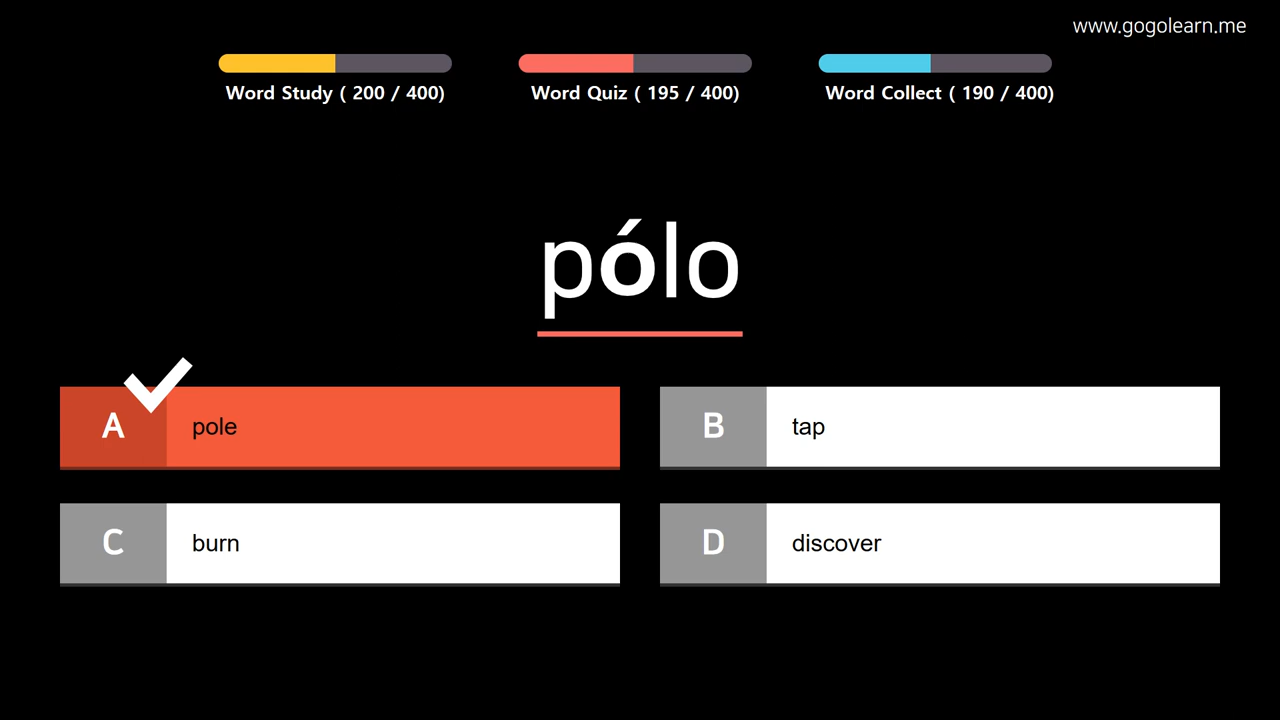 www.gogolearn.me
Word Study ( 200 / 400)
Word Quiz ( 195 / 400)
Word Collect ( 190 / 400)
pólo
A pole
B tap
C burn
D discover